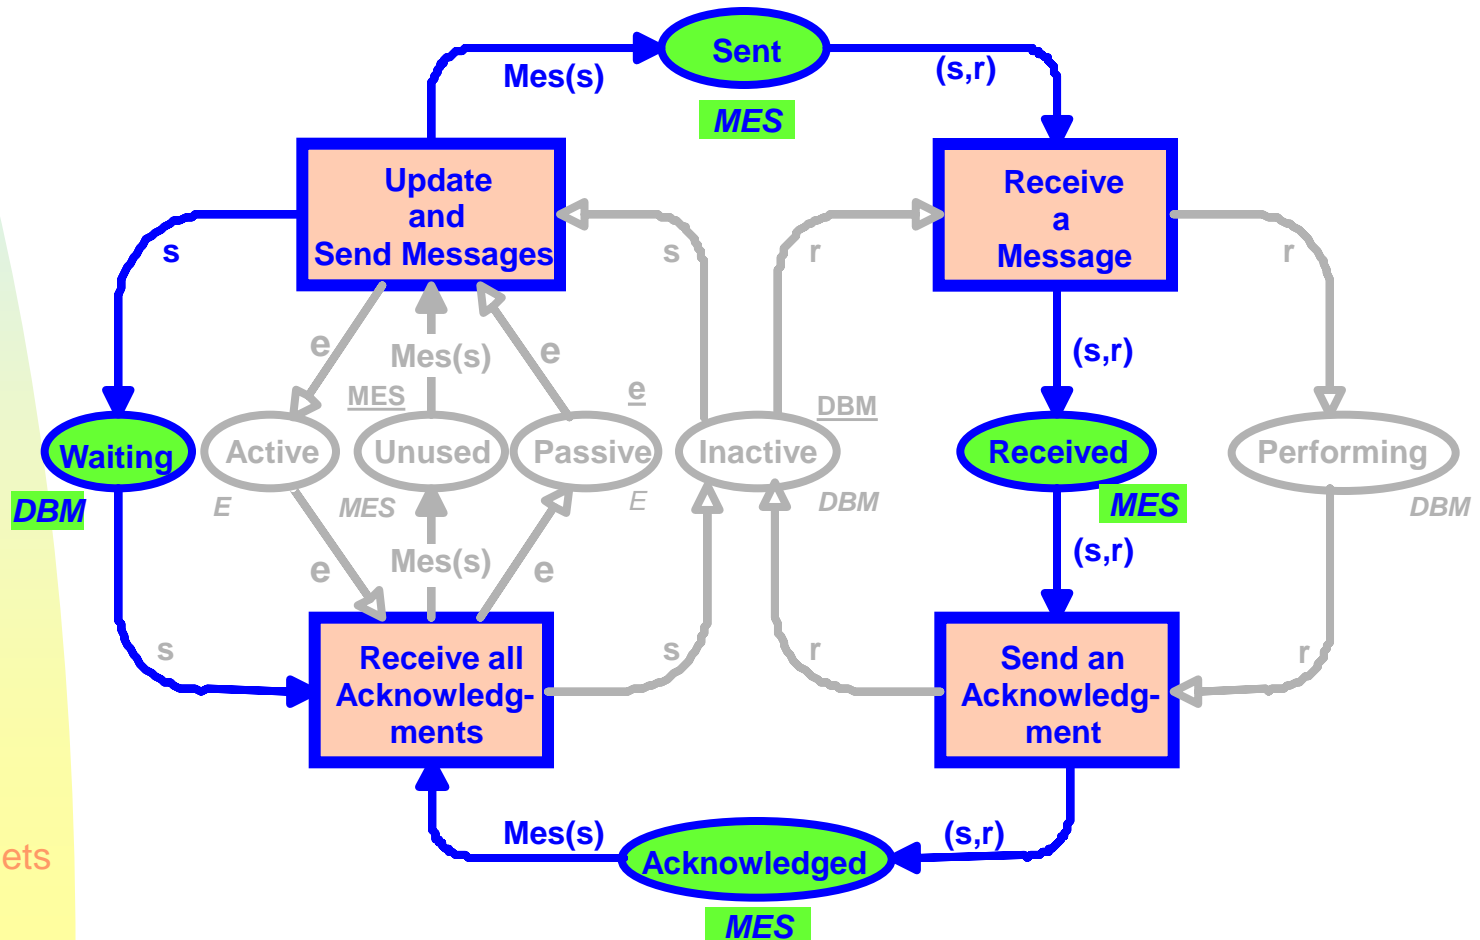 Sent
Mes(s)
(s,r)
MES
Update
and
Send Messages
Receive
a
Message
s
s
r
r
e
Mes(s)
e
(s,r)
MES
e
DBM
Waiting
Active
Unused
Passive
Inactive
Received
Performing
DBM
E
MES
E
DBM
MES
DBM
e
Mes(s)
e
(s,r)
s
s
r
r
Receive all
Acknowledg-
ments
Send an
Acknowledg-
ment
Mes(s)
(s,r)
Acknowledged
ets
MES